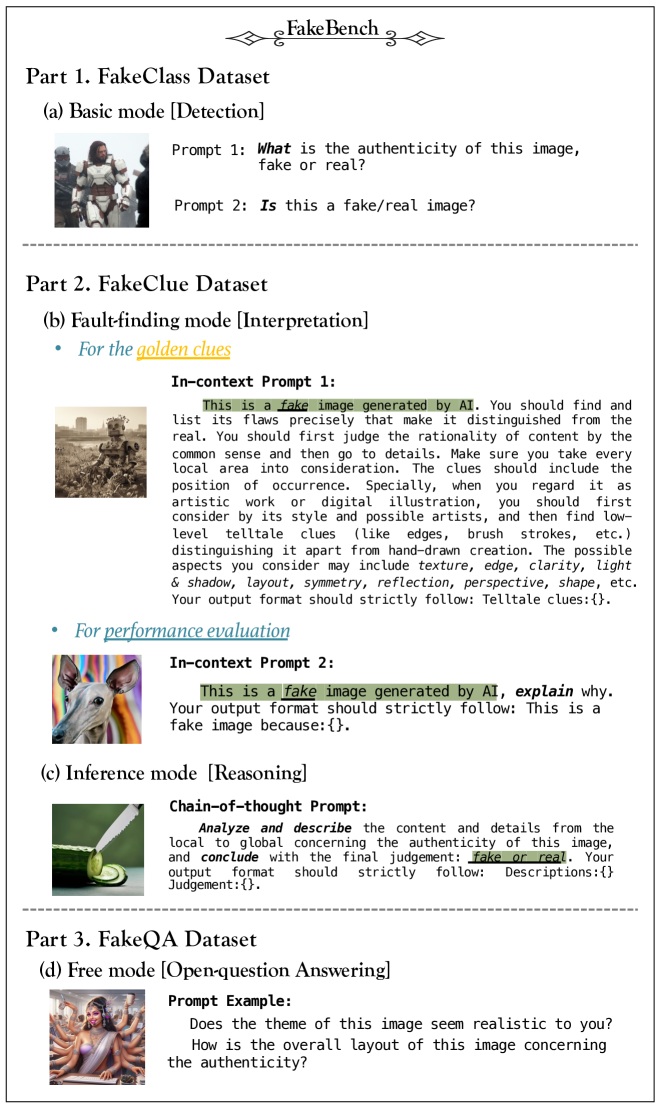 FakeBench
Part 1. FakeClass Dataset
(a) Basic mode [Detection]
Prompt 1: What is the authenticity of this image,
fake or real?
Prompt 2: Is this a fake/real image?
Part 2. FakeClue Dataset
(b) Fault-finding mode [Interpretation]
• For the golden clues
In-context Prompt 1:
This is a fake image generated by AI. You should find and
list its flaws precisely that make it distinguished from the
real. You should first judge the rationality of content by the
common sense and then go to details. Make sure you take every
local area into consideration. The clues should include the
position of occurrence. Specially, when you regard it as
artistic work or digital illustration, you should first
consider by its style and possible artists, and then find low-
level telltale clues (like edges, brush strokes, etc.)
distinguishing it apart from hand-drawn creation. The possible
aspects you consider may include texture, edge, clarity, light
& shadow, layout, symmetry, reflection, perspective, shape, etc.
Your output format should strictly follow: Telltale clues:{}.
• For performance evaluation
In-context Prompt 2:
This is a fake image generated by AI, explain why.
Your output format should strictly follow: This is a
fake image because:{}.
(c) Inference mode [Reasoning]
Chain-of-thought Prompt:
Analyze and describe the content and details from the
local to global concerning the authenticity of this image,
and conclude with the final judgement: fake or real. Your
output format should strictly follow: Descriptions:{}
Judgement:{}.
Part 3. FakeQA Dataset
(d) Free mode [Open-question Answering]
Prompt Example:
Does the theme of this image seem realistic to you?
How is the overall layout of this image concerning
the authenticity?